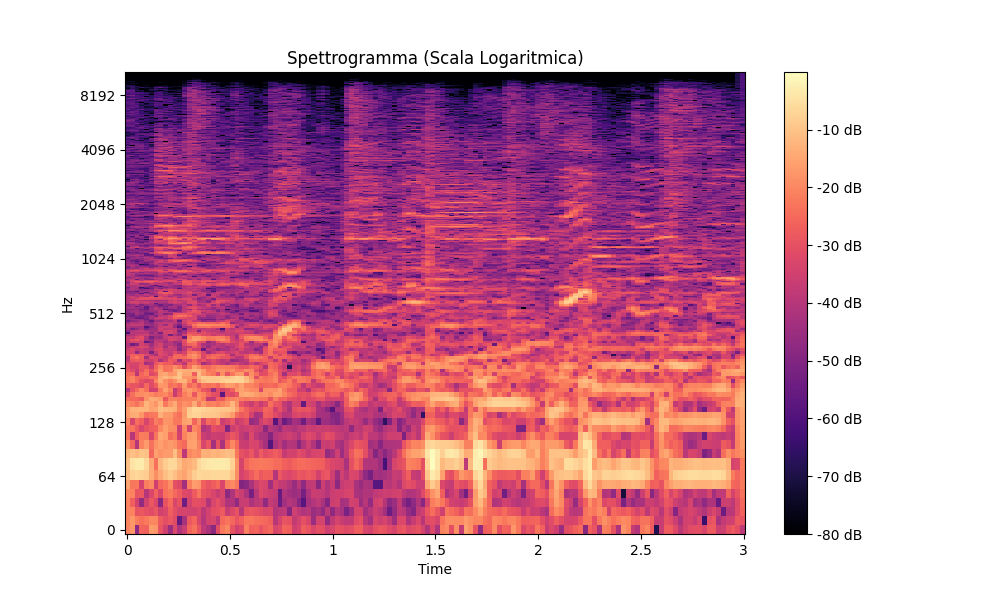 Spettrogramma (Scala Logaritmica)
8192
4096
2048
1024
512
256
128
64
0
Hz
0
0.5
1
1.5
2
2.5
3
Time
-10 dB
-20 dB
-30 dB
-40 dB
-50 dB
-60 dB
-70 dB
-80 dB